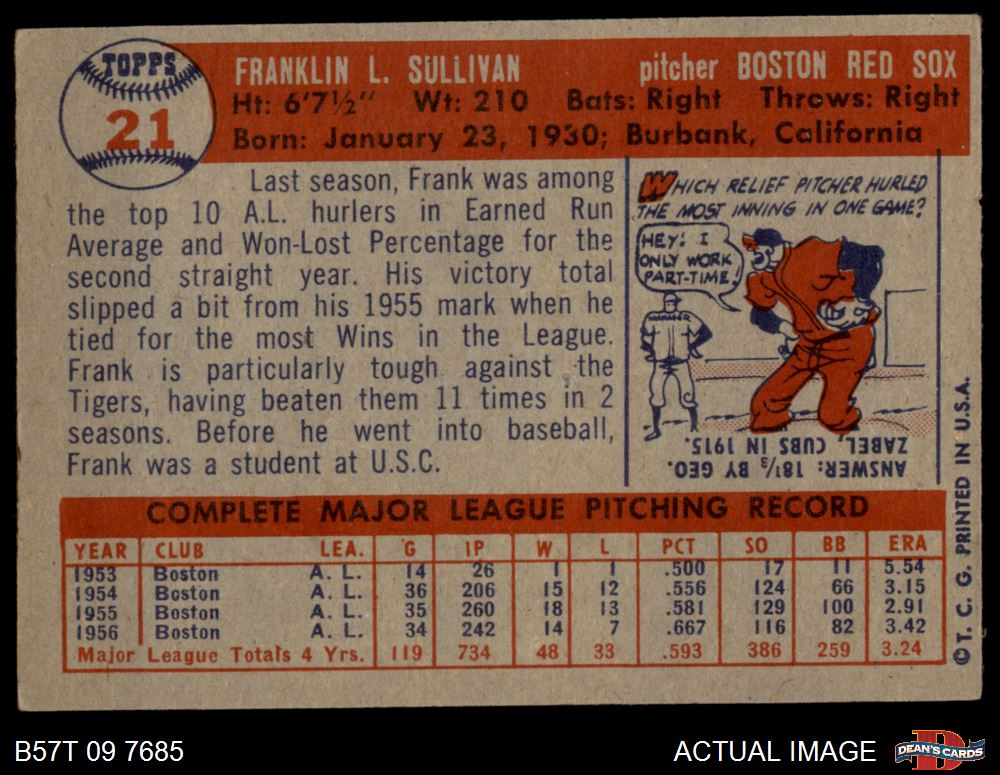 TOPPS
21
FRANKLIN L. SULLIVAN pitcher BOSTON RED SOX
Ht: 6'7½" Wt: 210 Bats: Right Throws: Right
Born: January 23, 1930; Burbank, California
Last season, Frank was among
the top 10 A.L. hurlers in Earned Run
Average and Won-Lost Percentage for the
second straight year. His victory total
slipped a bit from his 1955 mark when he
tied for the most Wins in the League.
Frank is particularly tough against the
Tigers, having beaten them 11 times in 2
seasons. Before he went into baseball,
Frank was a student at U.S.C.
WHICH RELIEF PITCHER HURLED
THE MOST INNING IN ONE GAME?
HEY! I
ONLY WORK
PART-TIME!
MANAGER
ANSWER: 18⅓ BY GEO.
ZABEL, CUBS IN 1915.
COMPLETE MAJOR LEAGUE PITCHING RECORD
YEAR CLUB LEA. G IP W L PCT SO BB ERA
1953 Boston A. L. 14 26 1 1 .500 17 11 5.54
1954 Boston A. L. 36 206 15 12 .556 124 66 3.15
1955 Boston A. L. 35 260 18 13 .581 129 100 2.91
1956 Boston A. L. 34 242 14 7 .667 116 82 3.42
Major League Totals 4 Yrs. 119 734 48 33 .593 386 259 3.24
© T. C. G. PRINTED IN U.S.A.
B57T 09 7685
ACTUAL IMAGE
D
DEAN'S CARDS